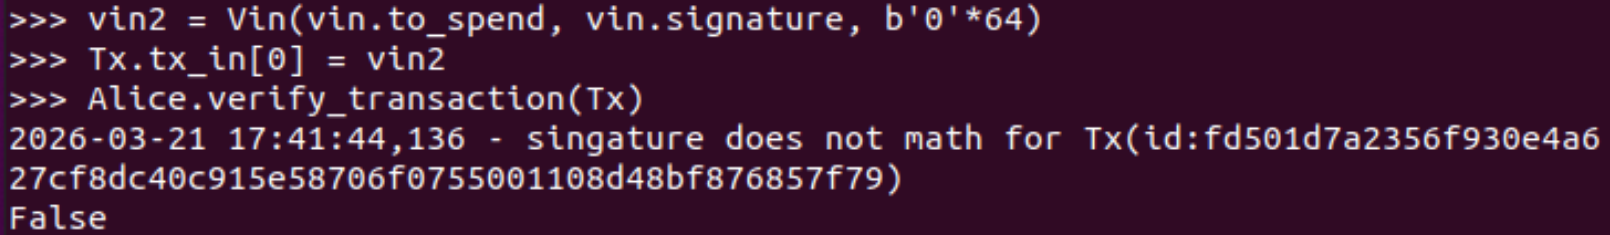 >>> vin2 = Vin(vin.to_spend, vin.signature, b'0'*64)
>>> Tx.tx_in[0] = vin2
>>> Alice.verify_transaction(Tx)
2026-03-21 17:41:44,136 - singature does not math for Tx(id:fd501d7a2356f930e4a6
27cf8dc40c915e58706f0755001108d48bf876857f79)
False